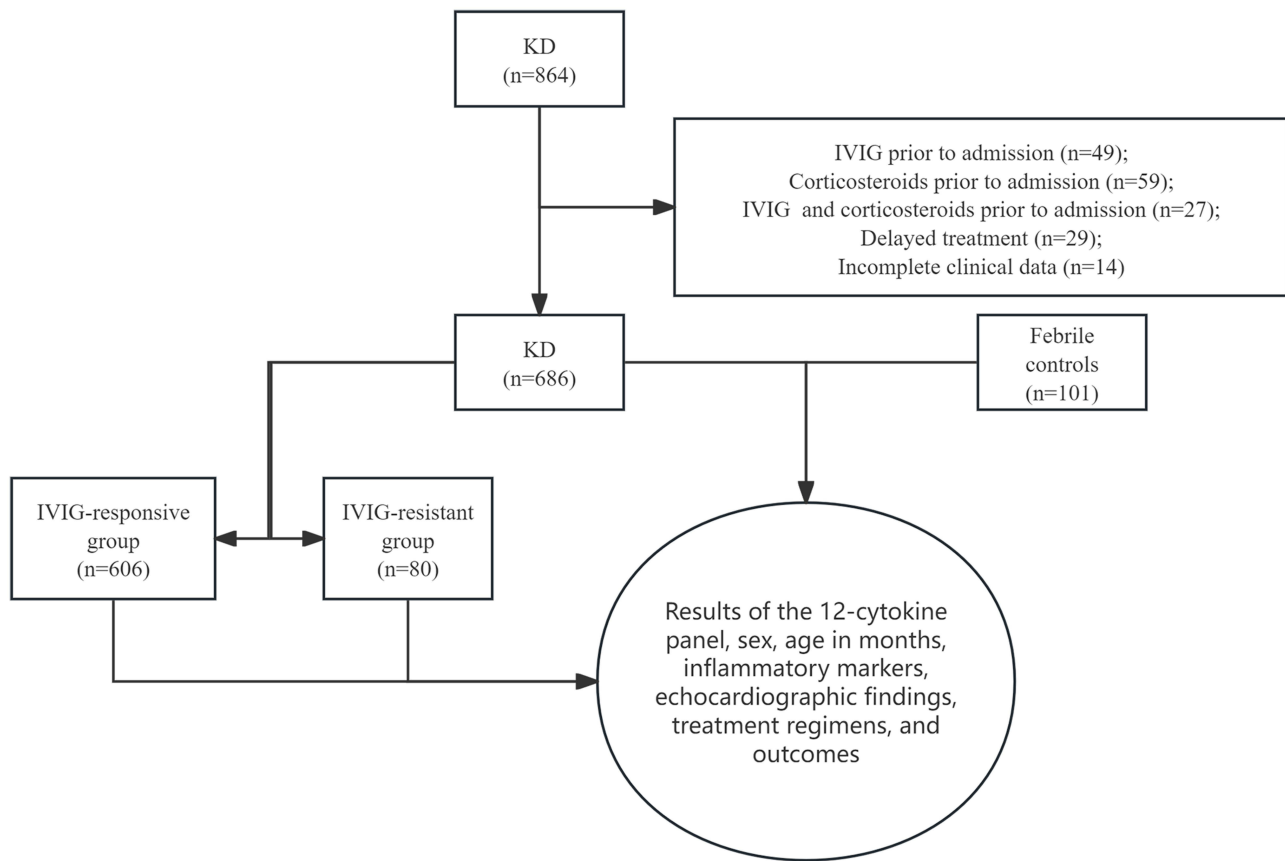 KD
(n=864)
IVIG prior to admission (n=49);
Corticosteroids prior to admission (n=59);
IVIG and corticosteroids prior to admission (n=27);
Delayed treatment (n=29);
Incomplete clinical data (n=14)
KD
(n=686)
Febrile
controls
(n=101)
IVIG-responsive
group
(n=606)
IVIG-resistant
group
(n=80)
Results of the 12-cytokine
panel, sex, age in months,
inflammatory markers,
echocardiographic findings,
treatment regimens, and
outcomes